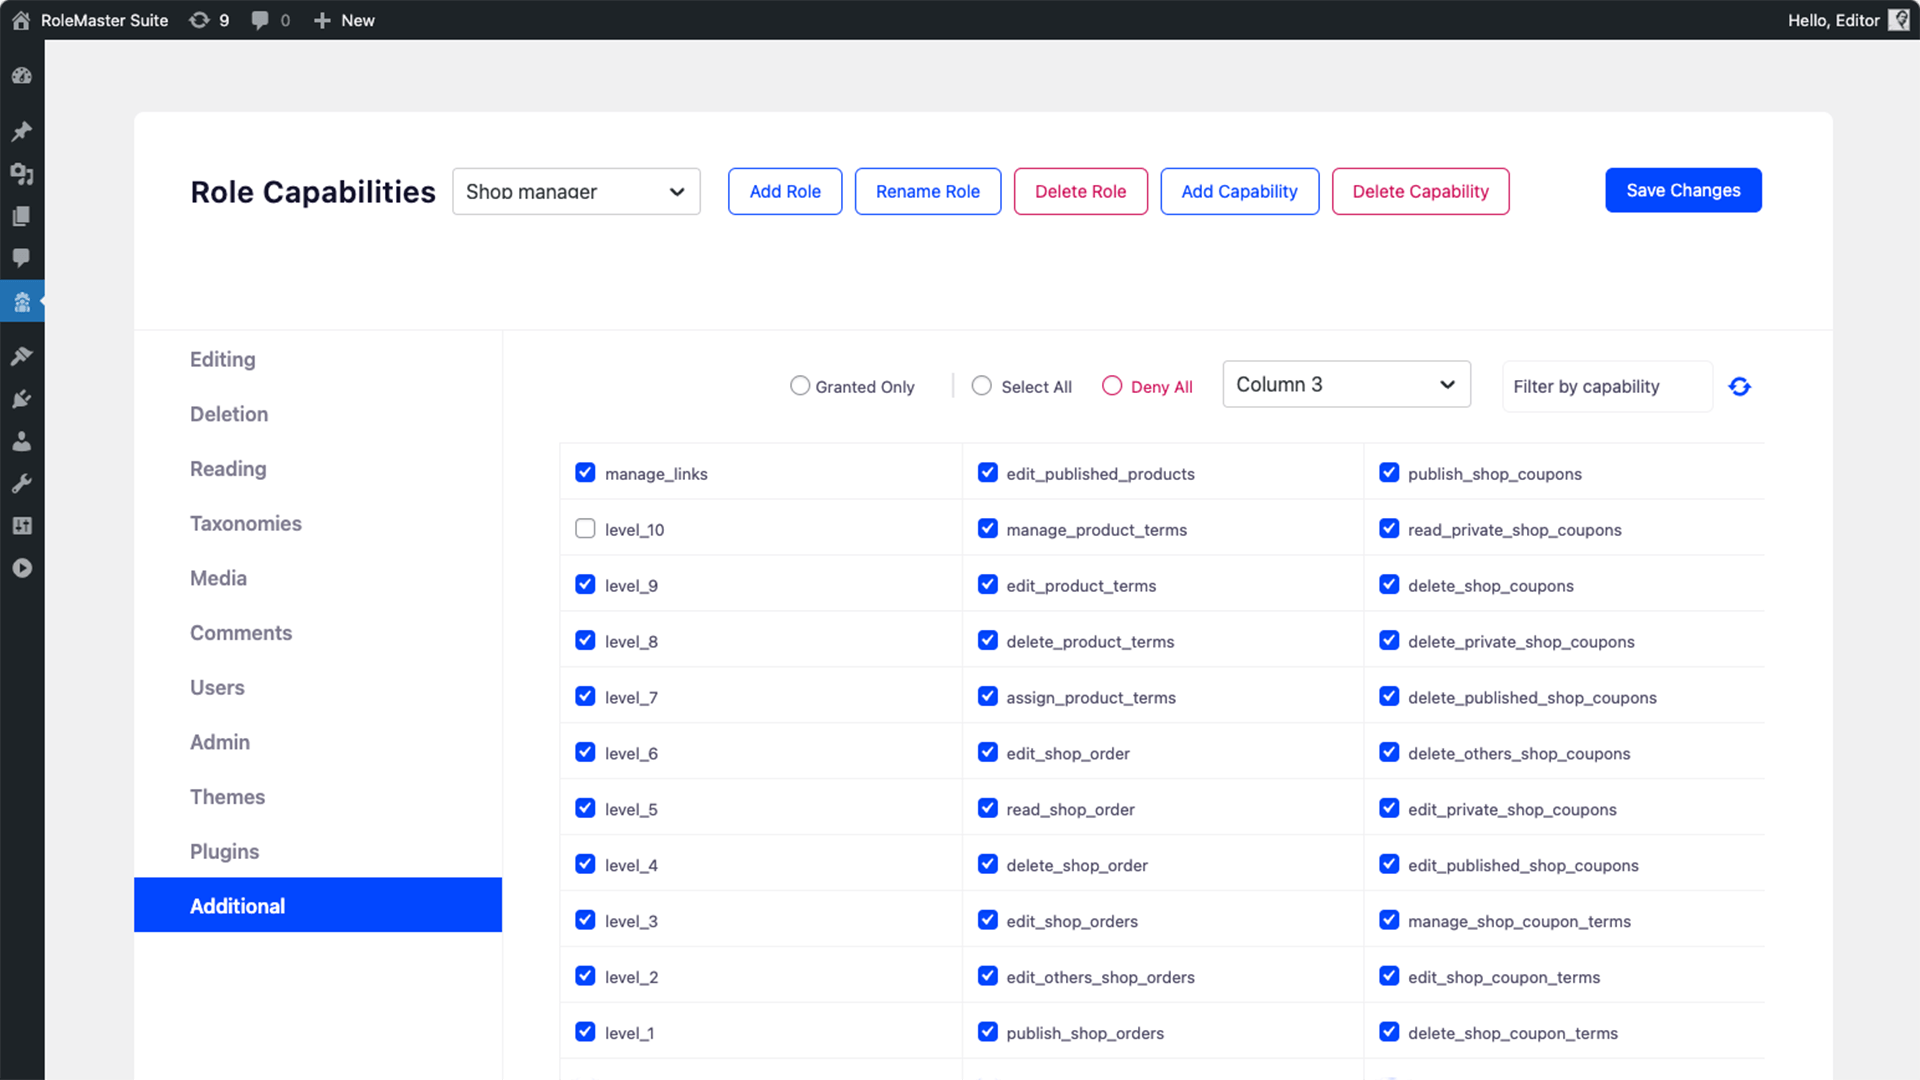 RoleMaster Suite 9 0 New
Hello, Editor
Role Capabilities
Shop manager
Add Role
Rename Role
Delete Role
Add Capability
Delete Capability
Save Changes
Editing
Deletion
Reading
Taxonomies
Media
Comments
Users
Admin
Themes
Plugins
Additional
Granted Only
Select All
Deny All
Column 3
Filter by capability
manage_links edit_published_products publish_shop_coupons
level_10 manage_product_terms read_private_shop_coupons
level_9 edit_product_terms delete_shop_coupons
level_8 delete_product_terms delete_private_shop_coupons
level_7 assign_product_terms delete_published_shop_coupons
level_6 edit_shop_order delete_others_shop_coupons
level_5 read_shop_order edit_private_shop_coupons
level_4 delete_shop_order edit_published_shop_coupons
level_3 edit_shop_orders manage_shop_coupon_terms
level_2 edit_others_shop_orders edit_shop_coupon_terms
level_1 publish_shop_orders delete_shop_coupon_terms